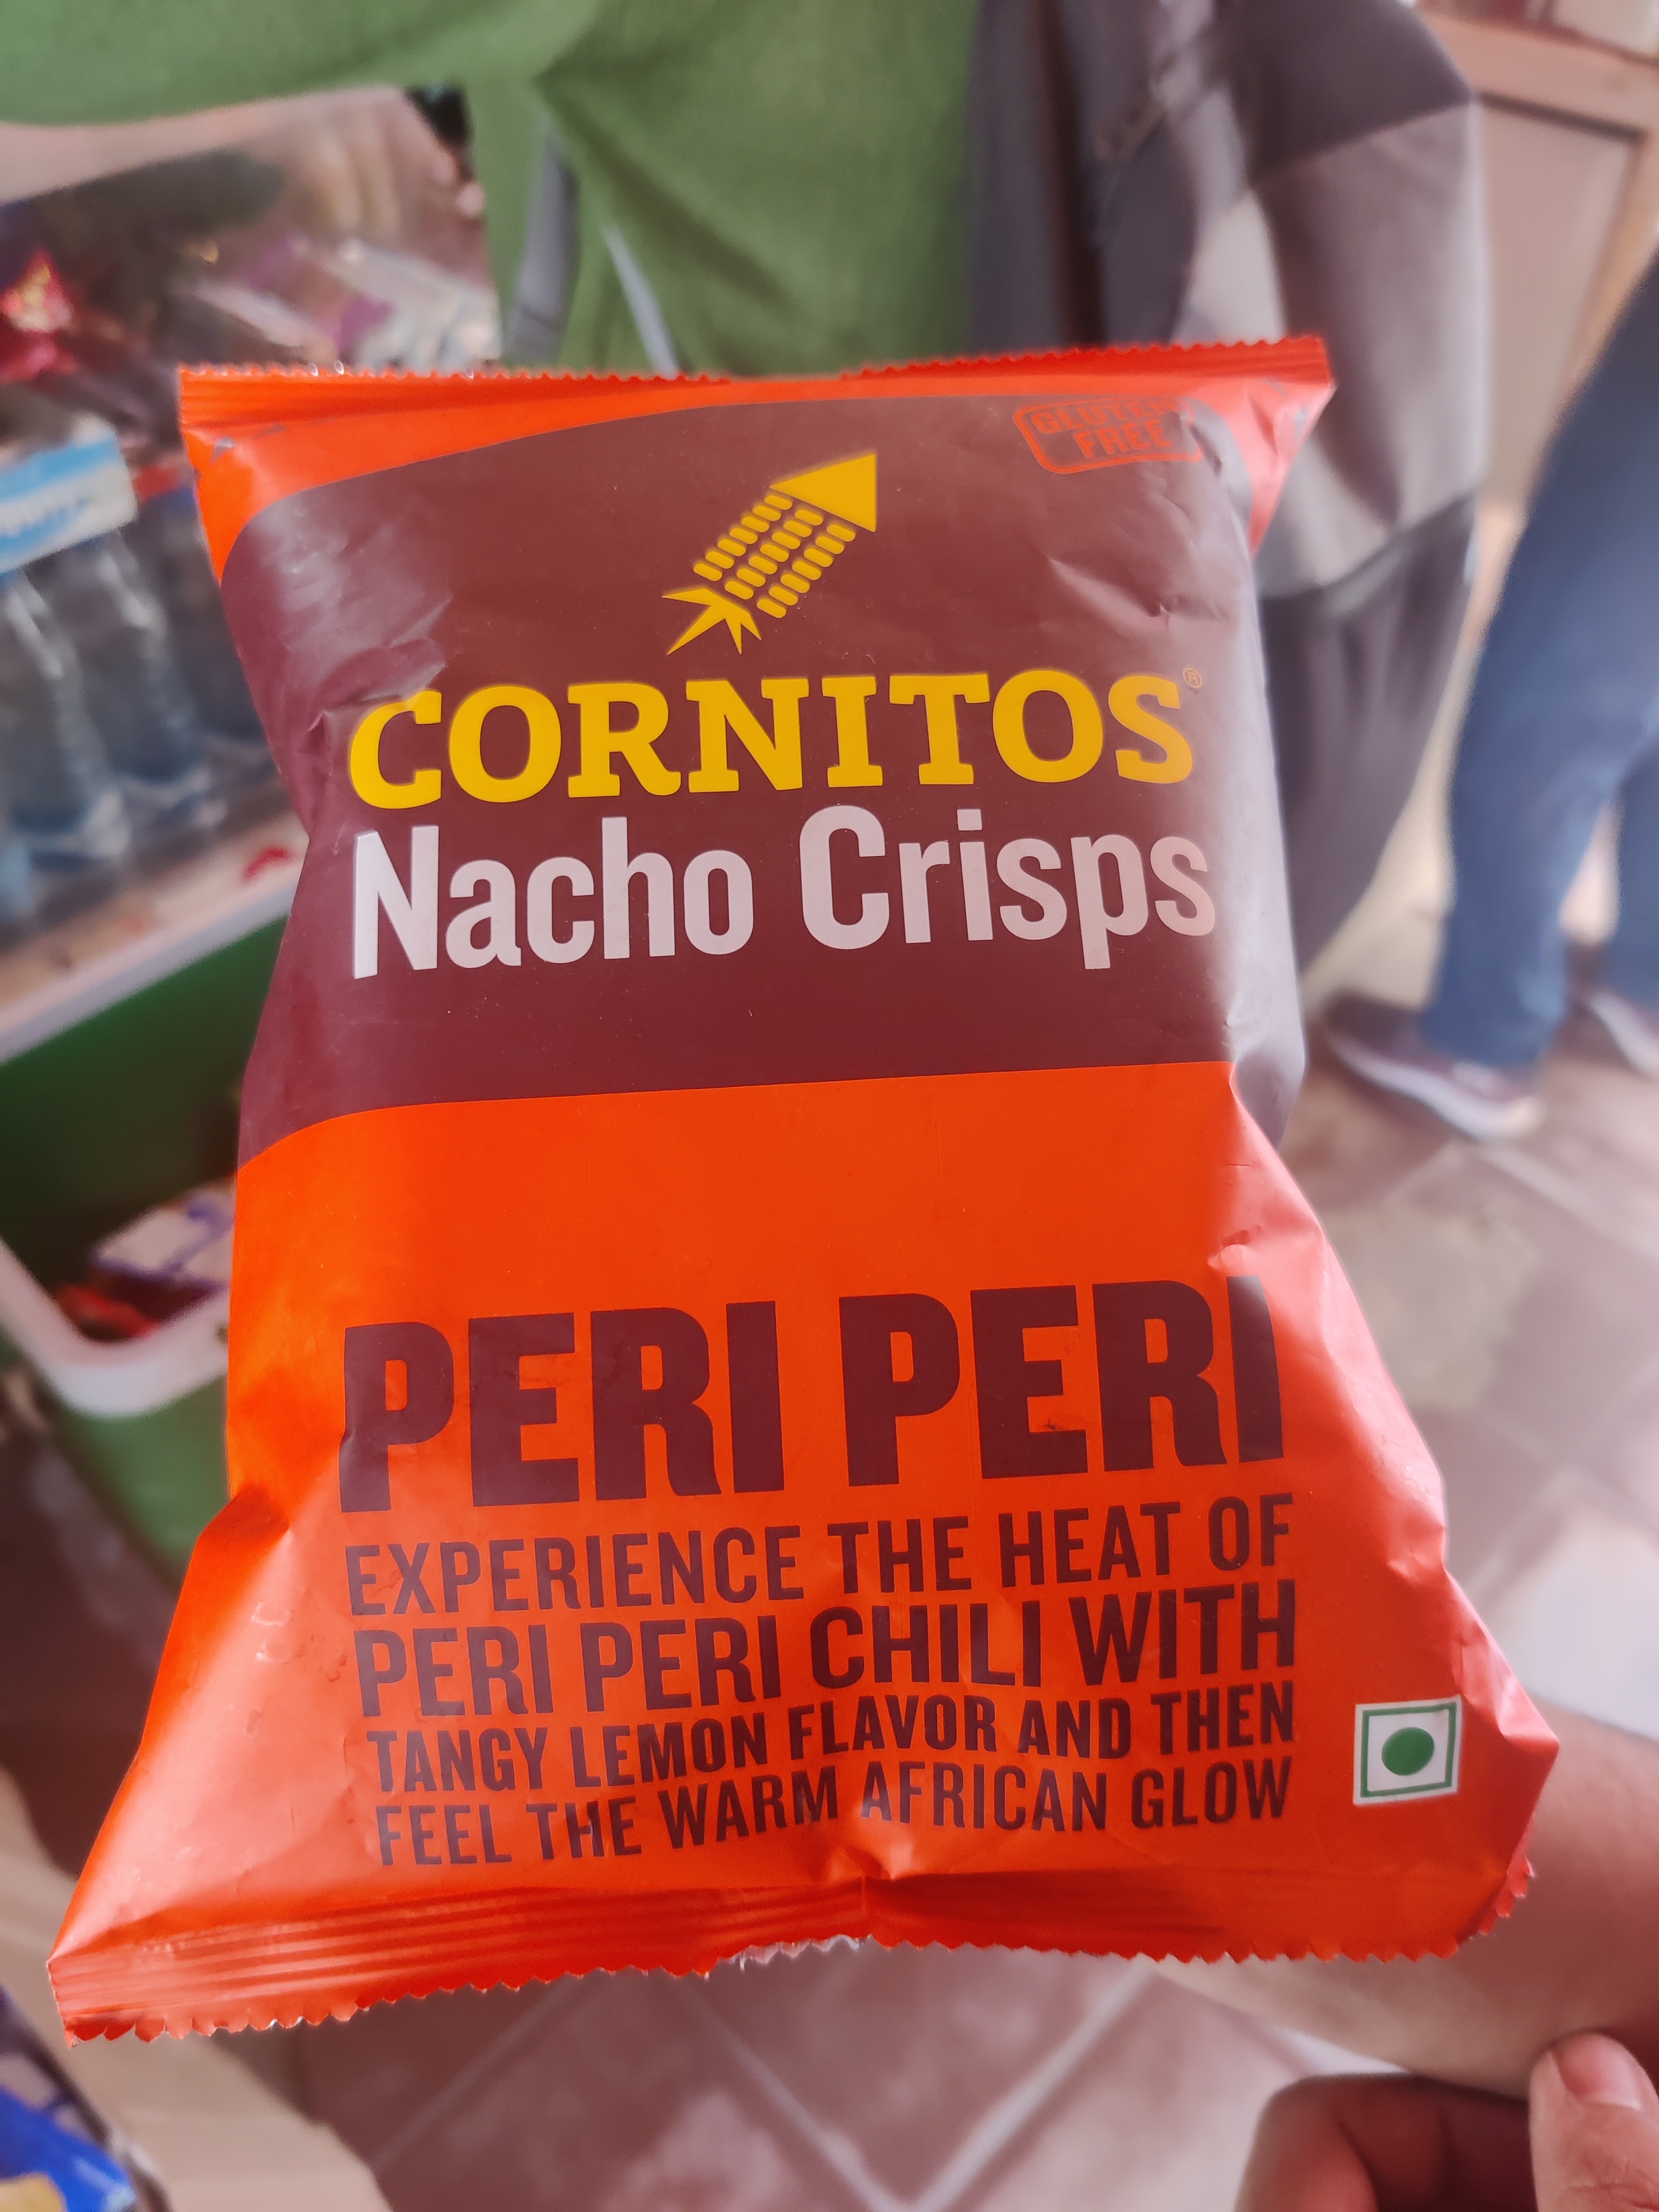 GLUTEN
FREE
CORNITOS®
Nacho Crisps
PERI PERI
EXPERIENCE THE HEAT OF
PERI PERI CHILI WITH
TANGY LEMON FLAVOR AND THEN
FEEL THE WARM AFRICAN GLOW